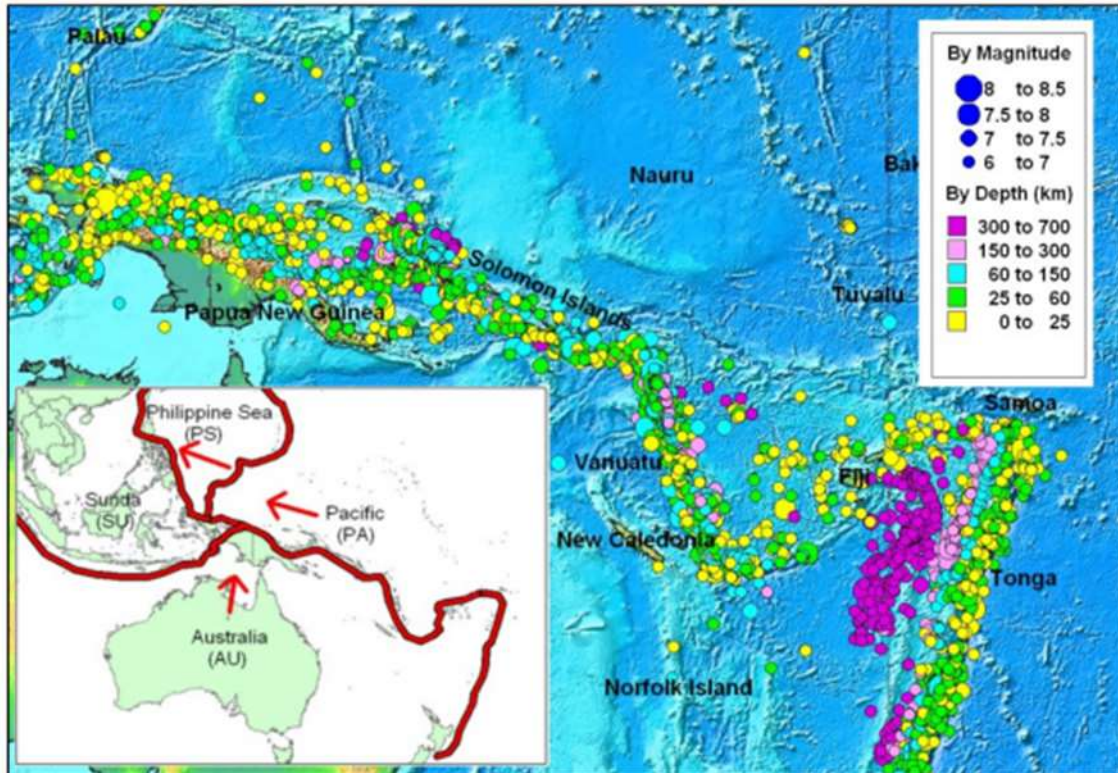 Palau
Nauru
Bak
Solomon Islands
Papua New Guinea
Tuvalu
Samoa
Vanuatu
Fiji
New Caledonia
Tonga
Norfolk Island
By Magnitude
8 to 8.5
7.5 to 8
7 to 7.5
6 to 7
By Depth (km)
300 to 700
150 to 300
60 to 150
25 to 60
0 to 25
Philippine Sea
(PS)
Sunda
(SU)
Pacific
(PA)
Australia
(AU)